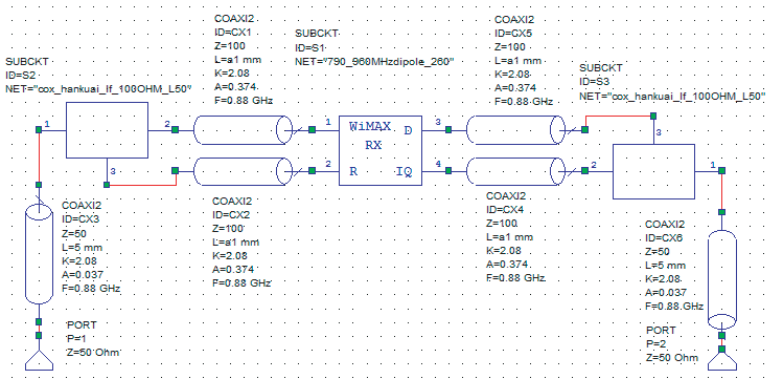 COAXI2
ID=CX1
Z=100
L=a1 mm
K=2.08
A=0.374
F=0.88 GHz
SUBCKT
ID=S1
NET="790_960MHzdipole_260"
COAXI2
ID=CX5
Z=100
L=a1 mm
K=2.08
A=0.374
F=0.88 GHz
SUBCKT
ID=S2
NET="cox_hankuai_lf_100OHM_L50"
SUBCKT
ID=S3
NET="cox_hankuai_lf_100OHM_L50"
1
2
3
1
2
WiMAX
RX
D
R
IQ
3
4
3
2
1
COAXI2
ID=CX3
Z=50
L=5 mm
K=2.08
A=0.037
F=0.88 GHz
COAXI2
ID=CX2
Z=100
L=a1 mm
K=2.08
A=0.374
F=0.88 GHz
COAXI2
ID=CX4
Z=100
L=a1 mm
K=2.08
A=0.374
F=0.88 GHz
COAXI2
ID=CX6
Z=50
L=5 mm
K=2.08
A=0.037
F=0.88 GHz
PORT
P=1
Z=50 Ohm
PORT
P=2
Z=50 Ohm